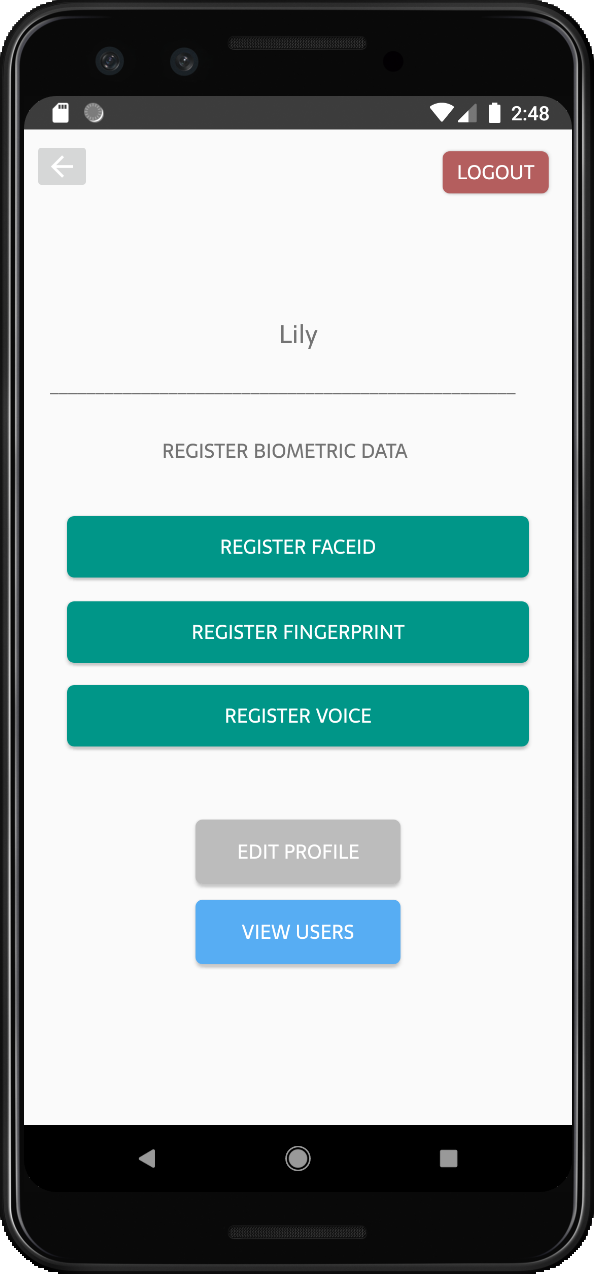 2:48
LOGOUT
Lily
REGISTER BIOMETRIC DATA
REGISTER FACEID
REGISTER FINGERPRINT
REGISTER VOICE
EDIT PROFILE
VIEW USERS